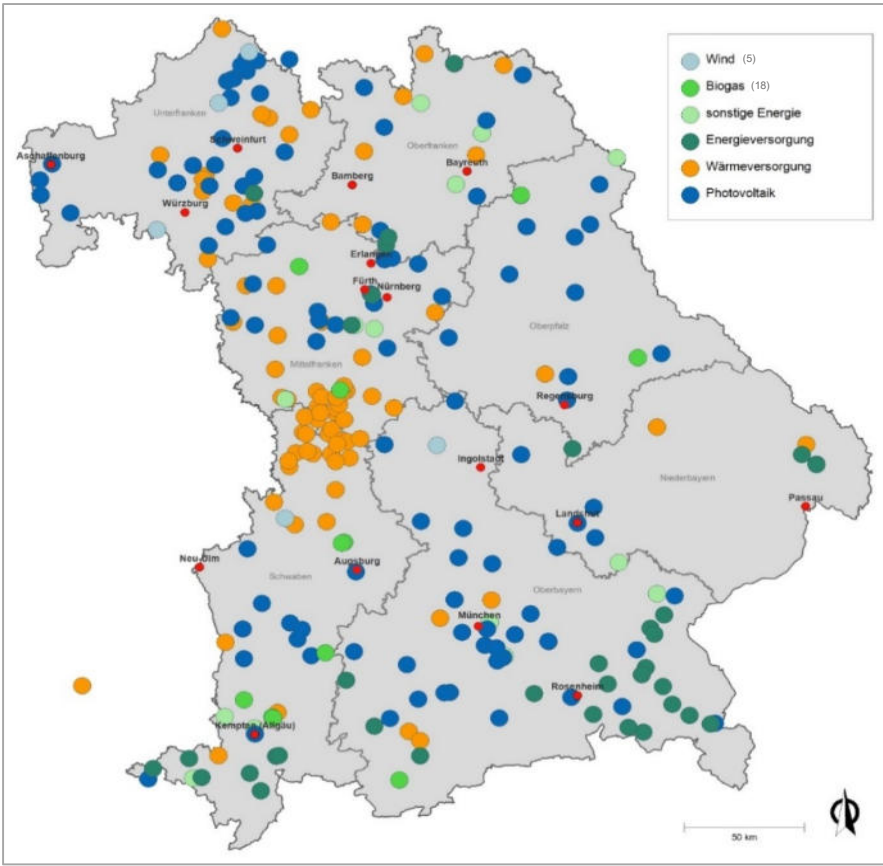 Wind (5)
Biogas (18)
sonstige Energie
Energieversorgung
Wärmeversorgung
Photovoltaik
Unterfranken
Schweinfurt
Oberfranken
Aschaffenburg
Bayreuth
Bamberg
Würzburg
Erlangen
Fürth
Nürnberg
Oberpfalz
Mittelfranken
Regensburg
Ingolstadt
Niederbayern
Passau
Landshut
Neu-Ulm
Augsburg
Schwaben
Oberbayern
München
Rosenheim
Kempten (Allgäu)
50 km